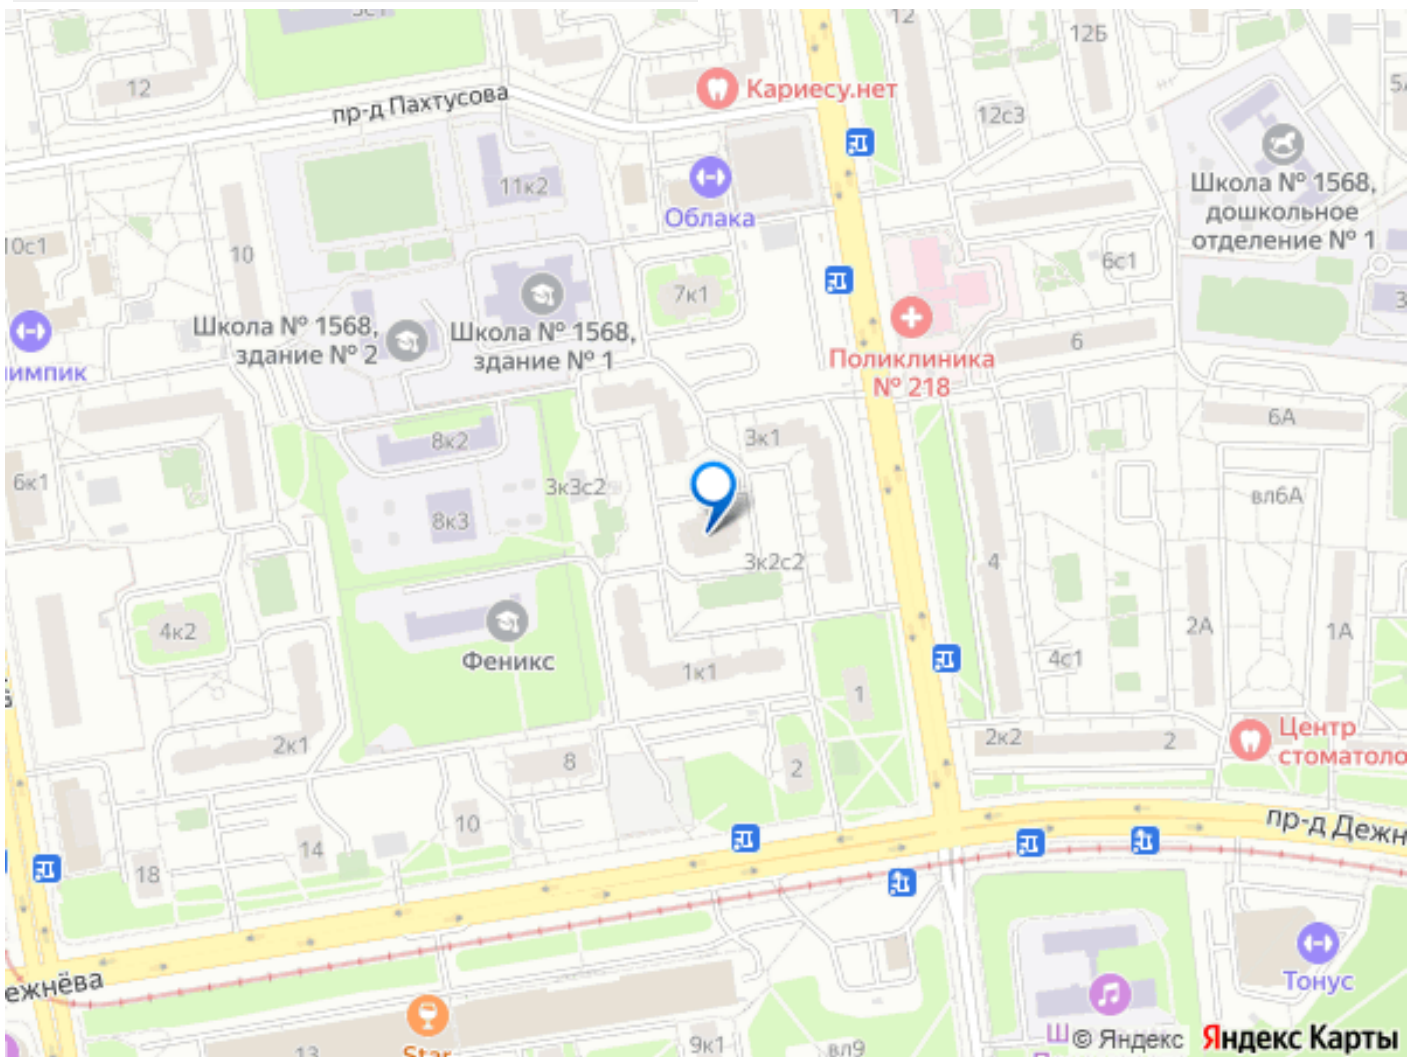 12
12Б
Кариесу.нет
12
пр-д Пахтусова
12с3
11к2
Школа № 1568,
дошкольное
отделение № 1
Облака
10с1
10
6с1
7к1
Школа № 1568,
здание № 2
Школа № 1568,
здание № 1
Поликлиника
№ 218
6
6А
8к2
3к1
6к1
3к3с2
вл6А
8к3
3к2с2
4
4к2
2А
1А
Феникс
1к1
4с1
1
2к1
8
2
2к2
2
Центр
10
14
18
пр-д Дежн
ежнёва
Тонус
Star
13
9к1
вл9
© Яндекс
Яндекс Карты